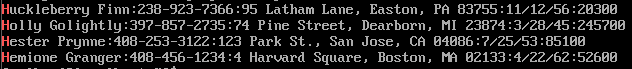 Huckleberry Finn:238-923-7366:95 Latham Lane, Easton, PA 83755:11/12/56:20300
Holly Golightly:397-857-2735:74 Pine Street, Dearborn, MI 23874:3/28/45:245700
Hester Prynne:408-253-3122:123 Park St., San Jose, CA 04086:7/25/53:85100
Hemione Granger:408-456-1234:4 Harvard Square, Boston, MA 02133:4/22/62:52600